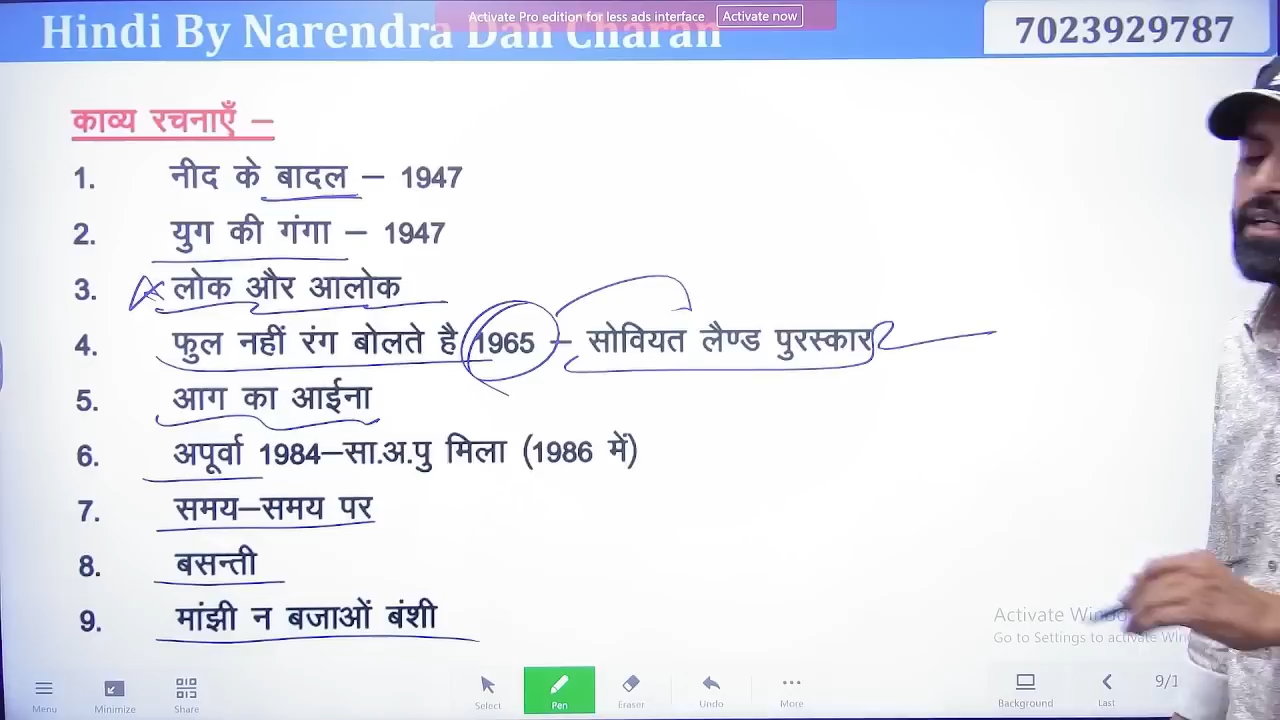 Activate Pro edition for less ads interface Activate now
Hindi By Narendra Dan Charan 7023929787
काव्य रचनाएँ –
1. नीद के बादल – 1947
2. युग की गंगा – 1947
3. लोक और आलोक
4. फुल नहीं रंग बोलते है 1965 – सोवियत लैण्ड पुरस्कार
5. आग का आईना
6. अपूर्वा 1984–सा.अ.पु मिला (1986 में)
7. समय–समय पर
8. बसन्ती
9. मांझी न बजाओं बंशी
Activate Windo
Go to Settings to activate Win
Menu Minimize Share Select Pen Eraser Undo More Background Last 9/1